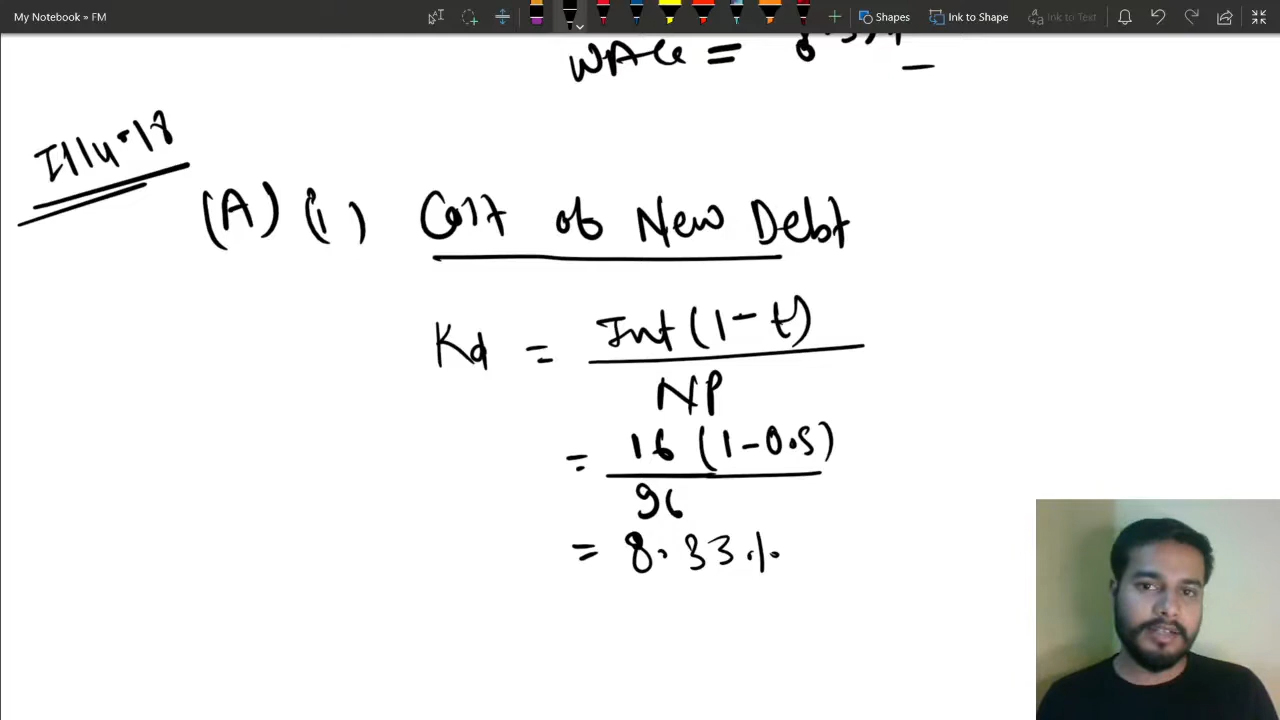 My Notebook » FM
Shapes
Ink to Shape
Ink to Text
WACC =
Illu-18
(A) (i) Cost of New Debt
Kd = Int (1-t)
NP
= 16 (1-0.5)
96
= 8.33%